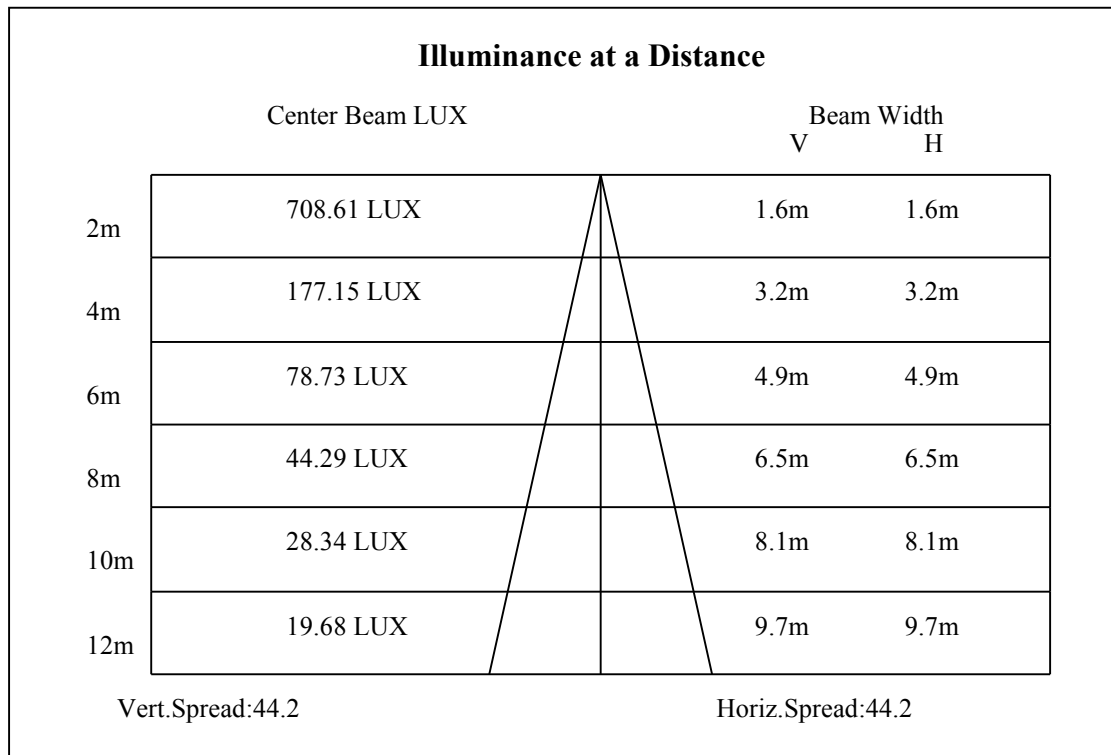 Illuminance at a Distance
Center Beam LUX Beam Width
V H
2m 708.61 LUX 1.6m 1.6m
4m 177.15 LUX 3.2m 3.2m
6m 78.73 LUX 4.9m 4.9m
8m 44.29 LUX 6.5m 6.5m
10m 28.34 LUX 8.1m 8.1m
12m 19.68 LUX 9.7m 9.7m
Vert.Spread:44.2 Horiz.Spread:44.2